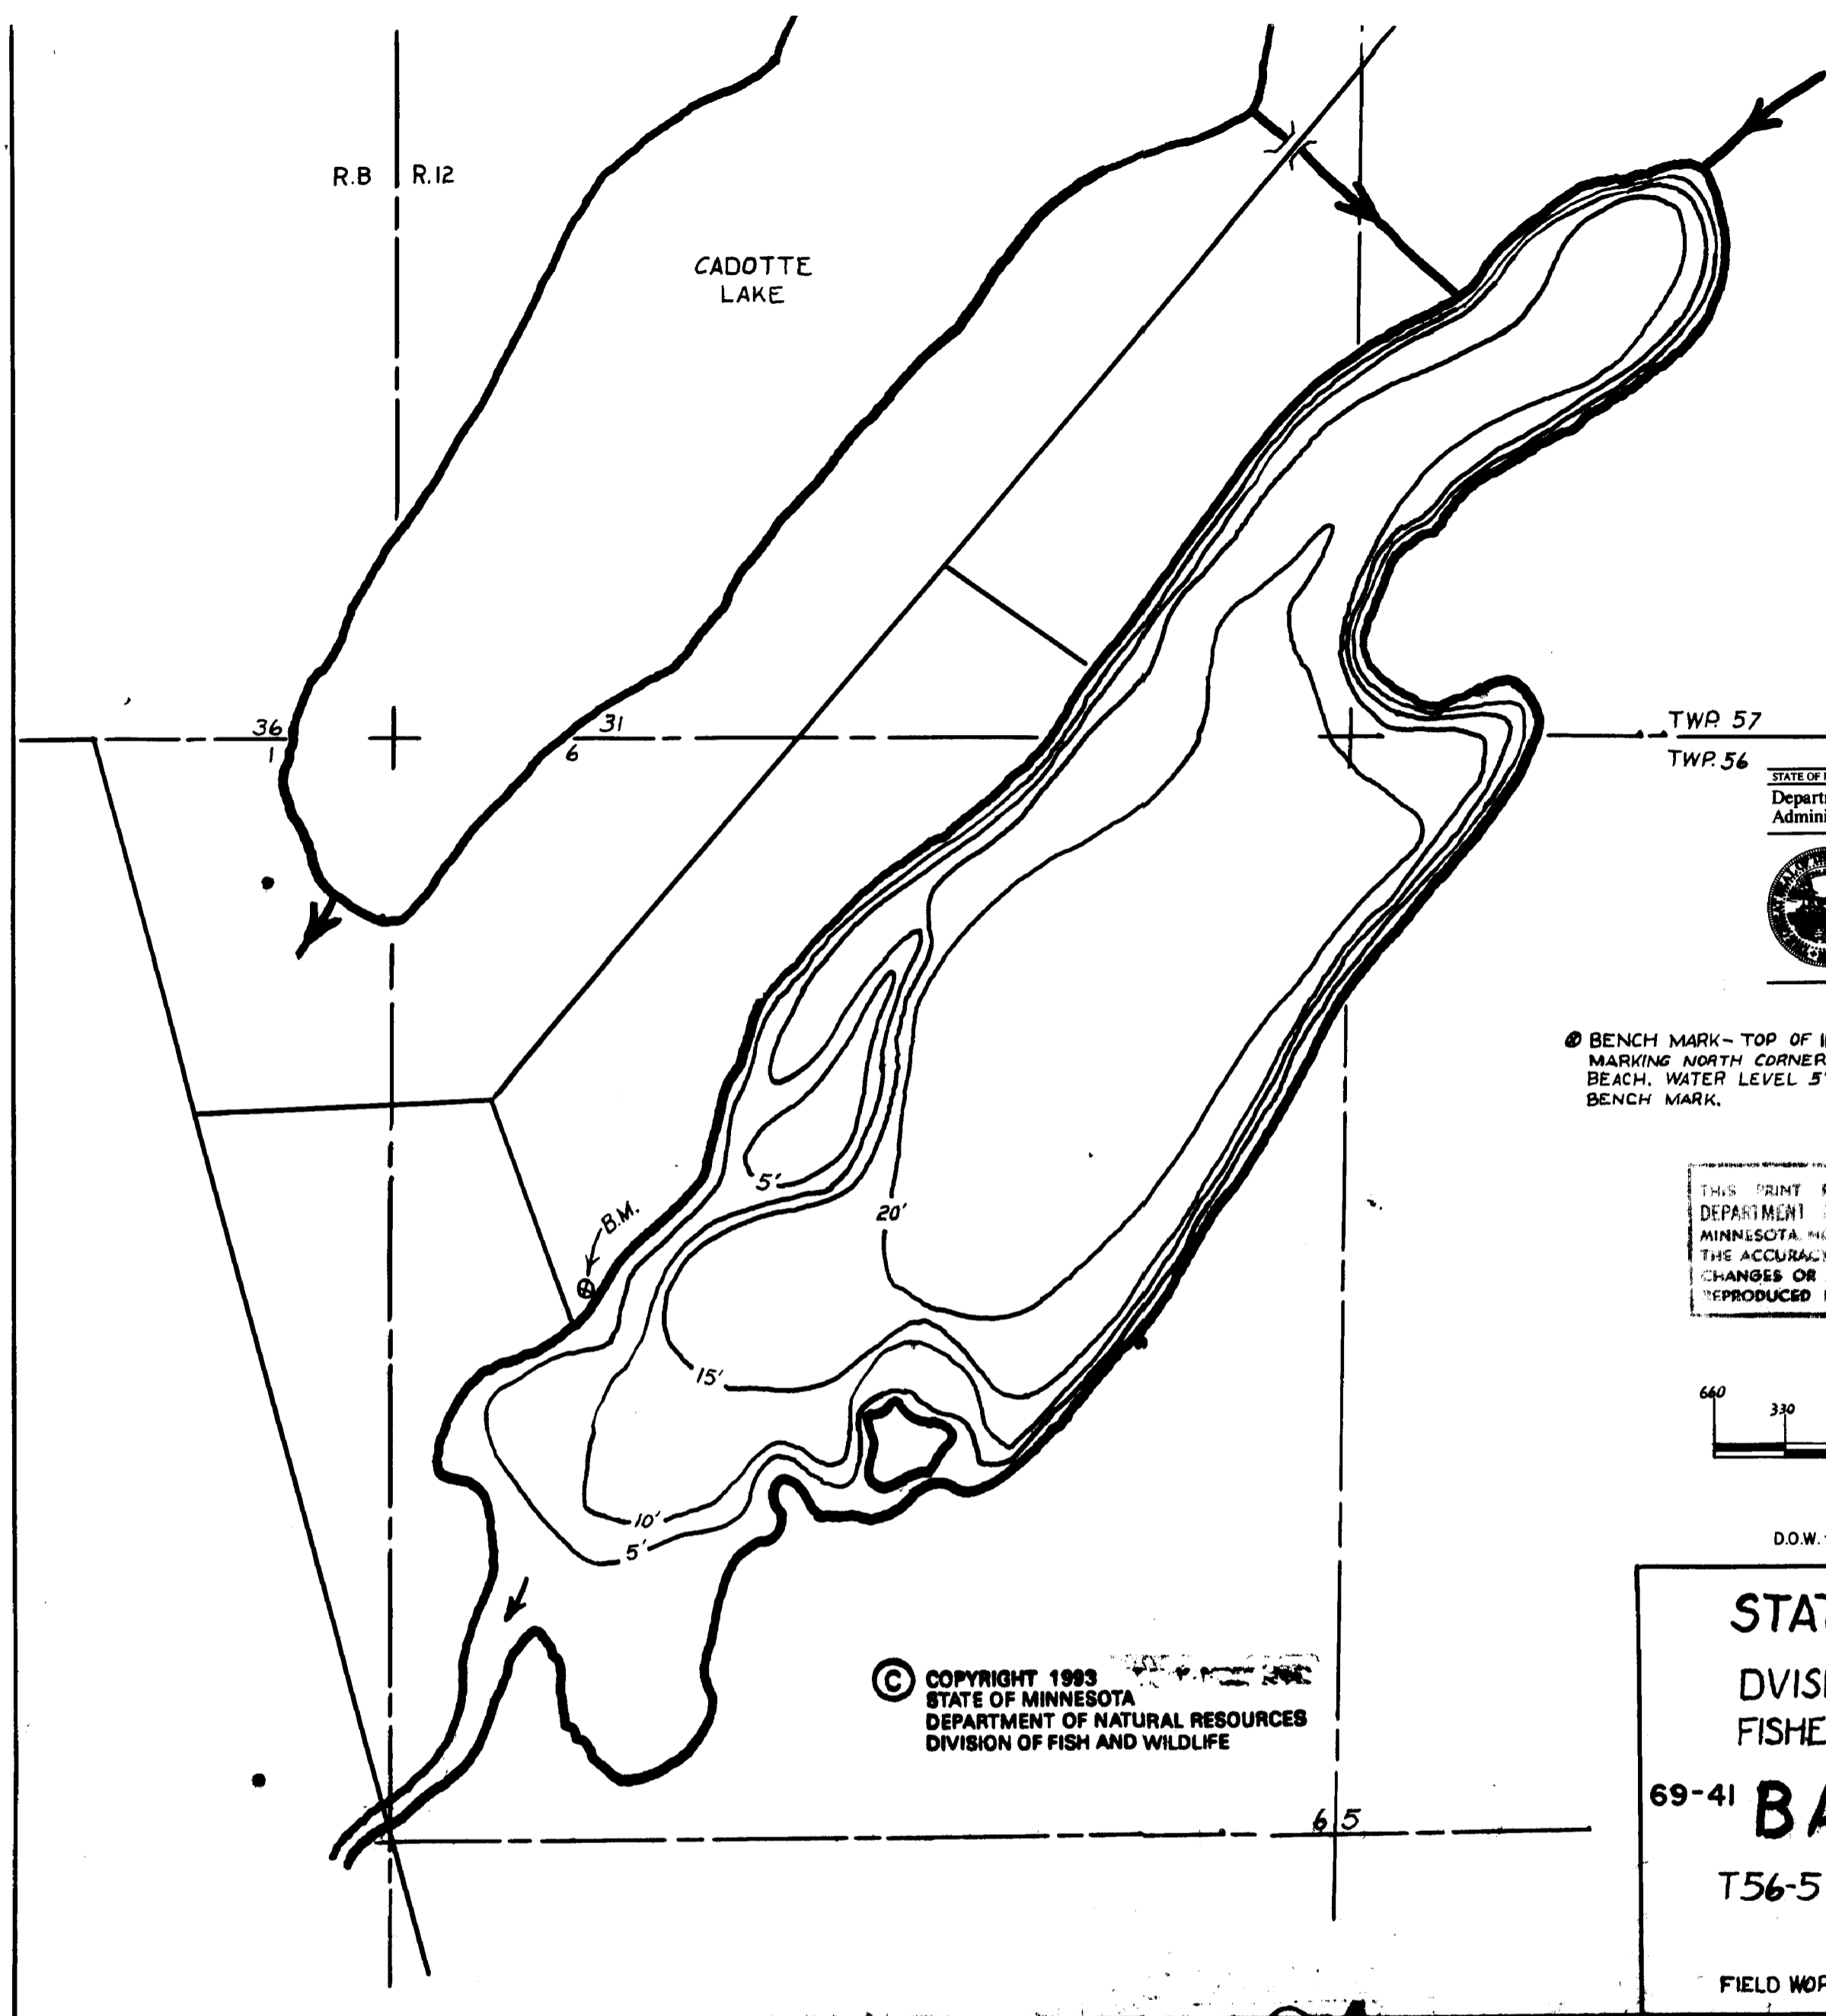 R.B R.12
CADOTTE
LAKE
36 31
1 6
TWP. 57
TWP. 56
STATE OF
Depart
Admini
⊗ BENCH MARK- TOP OF
MARKING NORTH CORNER
BEACH. WATER LEVEL 5'
BENCH MARK.
THIS PRINT
DEPARTMENT
MINNESOTA
THE ACCURACY
CHANGES OR
REPRODUCED
5'
20'
B.M.
15'
10'
5'
660
330
D.O.W.
STAT
DVISI
FISHE
69-41 BA
T56-5
FIELD WOR
© COPYRIGHT 1993
STATE OF MINNESOTA
DEPARTMENT OF NATURAL RESOURCES
DIVISION OF FISH AND WILDLIFE
6 5